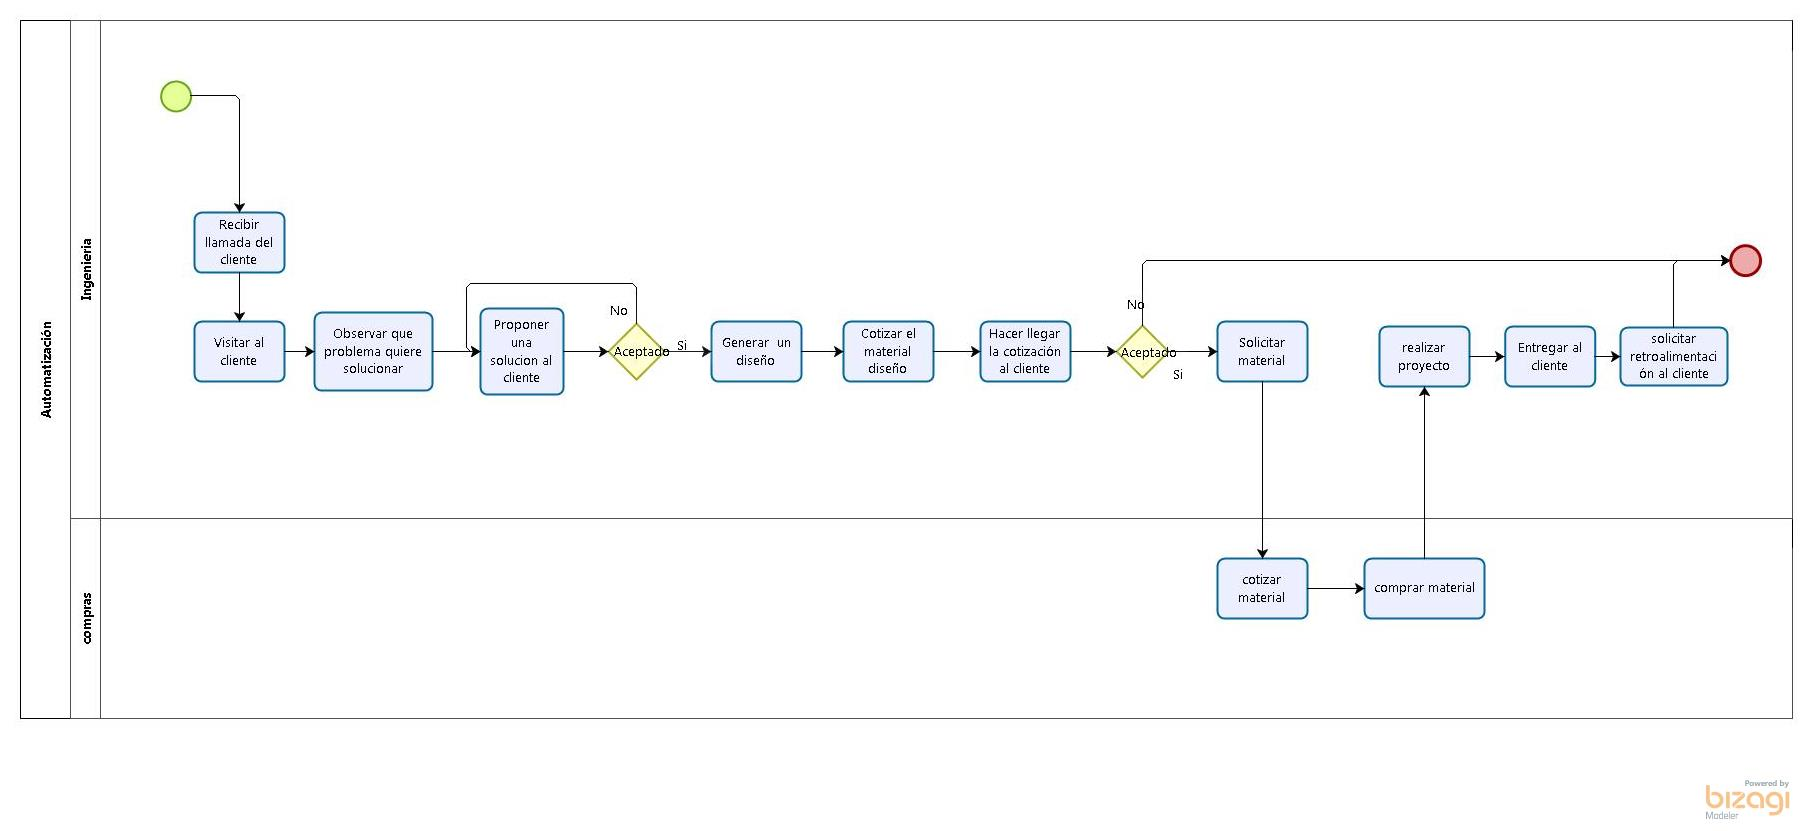 Automatización
Ingenieria
compras
Recibir
llamada del
cliente
Visitar al
cliente
Observar que
problema quiere
solucionar
Proponer
una
solucion al
cliente
No
Aceptado
Si
Generar un
diseño
Cotizar el
material
diseño
Hacer llegar
la cotización
al cliente
No
Aceptado
Si
Solicitar
material
cotizar
material
comprar material
realizar
proyecto
Entregar al
cliente
solicitar
retroalimentaci
ón al cliente
Powered by
bizagi
Modeler